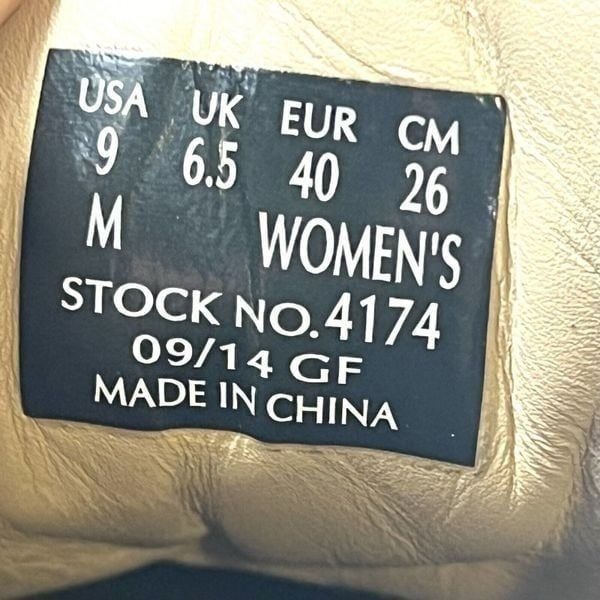 USA UK EUR CM
9 6.5 40 26
M WOMEN'S
STOCK NO. 4174
09/14 GF
MADE IN CHINA